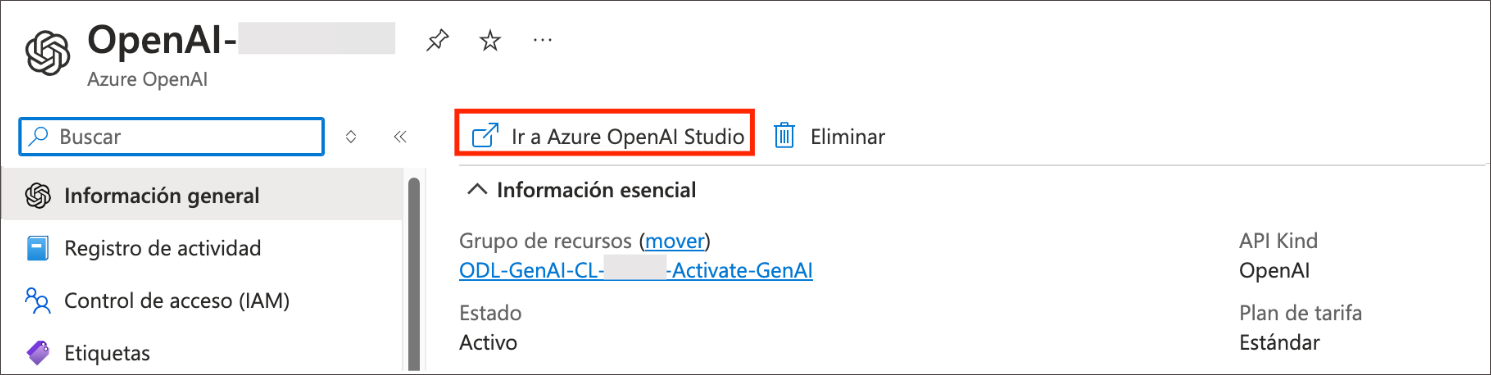 OpenAI-
Azure OpenAI
Buscar
Ir a Azure OpenAI Studio
Eliminar
Información general
Registro de actividad
Control de acceso (IAM)
Etiquetas
Información esencial
Grupo de recursos (mover)
ODL-GenAI-CL- -Activate-GenAI
Estado
Activo
API Kind
OpenAI
Plan de tarifa
Estándar